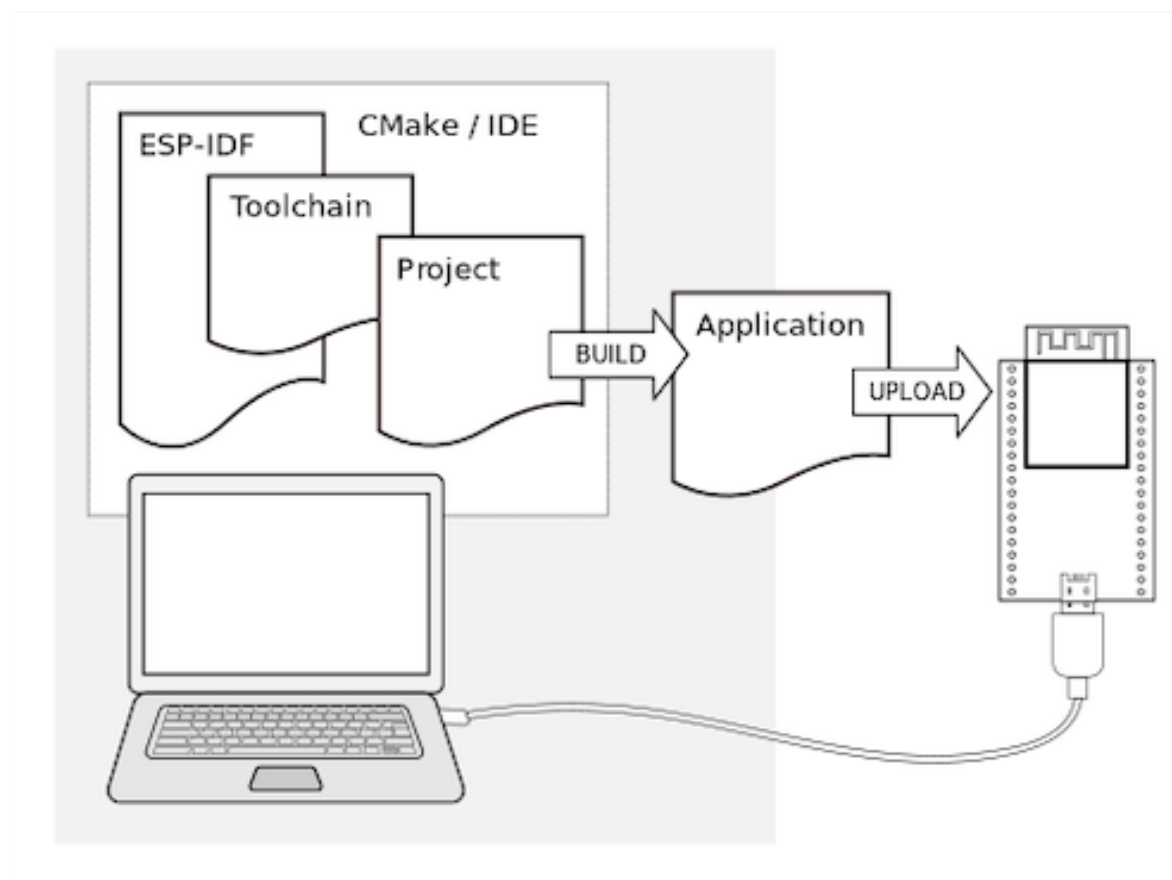 ESP-IDF
CMake / IDE
Toolchain
Project
BUILD
Application
UPLOAD